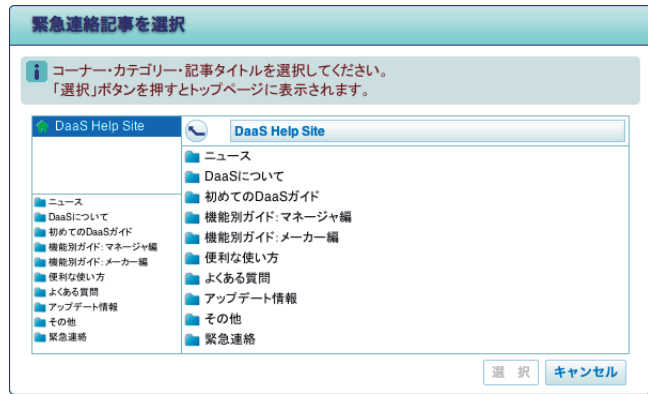 緊急連絡記事を選択
コーナー・カテゴリー・記事タイトルを選択してください。
「選択」ボタンを押すとトップページに表示されます。
DaaS Help Site
ニュース
DaaSについて
初めてのDaaSガイド
機能別ガイド:マネージャ編
機能別ガイド:メーカー編
便利な使い方
よくある質問
アップデート情報
その他
緊急連絡
DaaS Help Site
ニュース
DaaSについて
初めてのDaaSガイド
機能別ガイド:マネージャ編
機能別ガイド:メーカー編
便利な使い方
よくある質問
アップデート情報
その他
緊急連絡
選 択
キャンセル